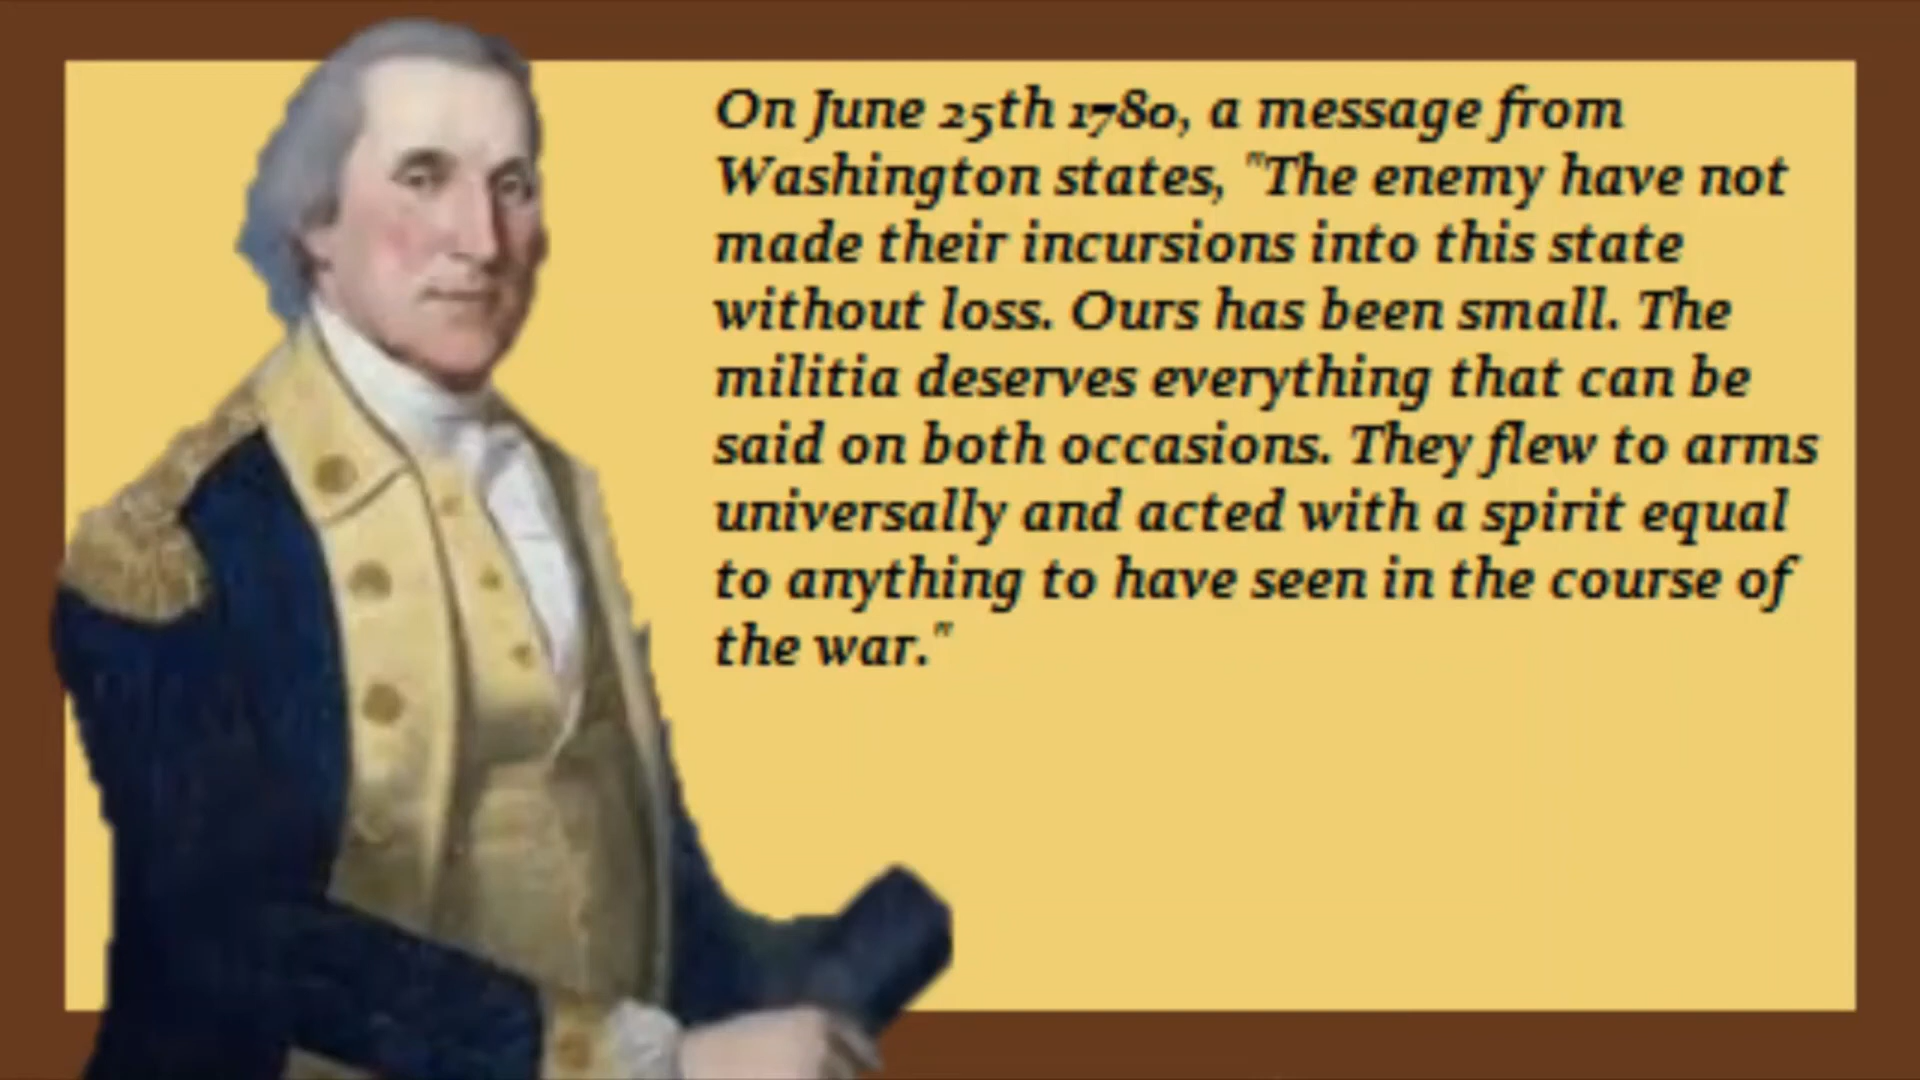 On June 25th 1780, a message from
Washington states, "The enemy have not
made their incursions into this state
without loss. Ours has been small. The
militia deserves everything that can be
said on both occasions. They flew to arms
universally and acted with a spirit equal
to anything to have seen in the course of
the war."